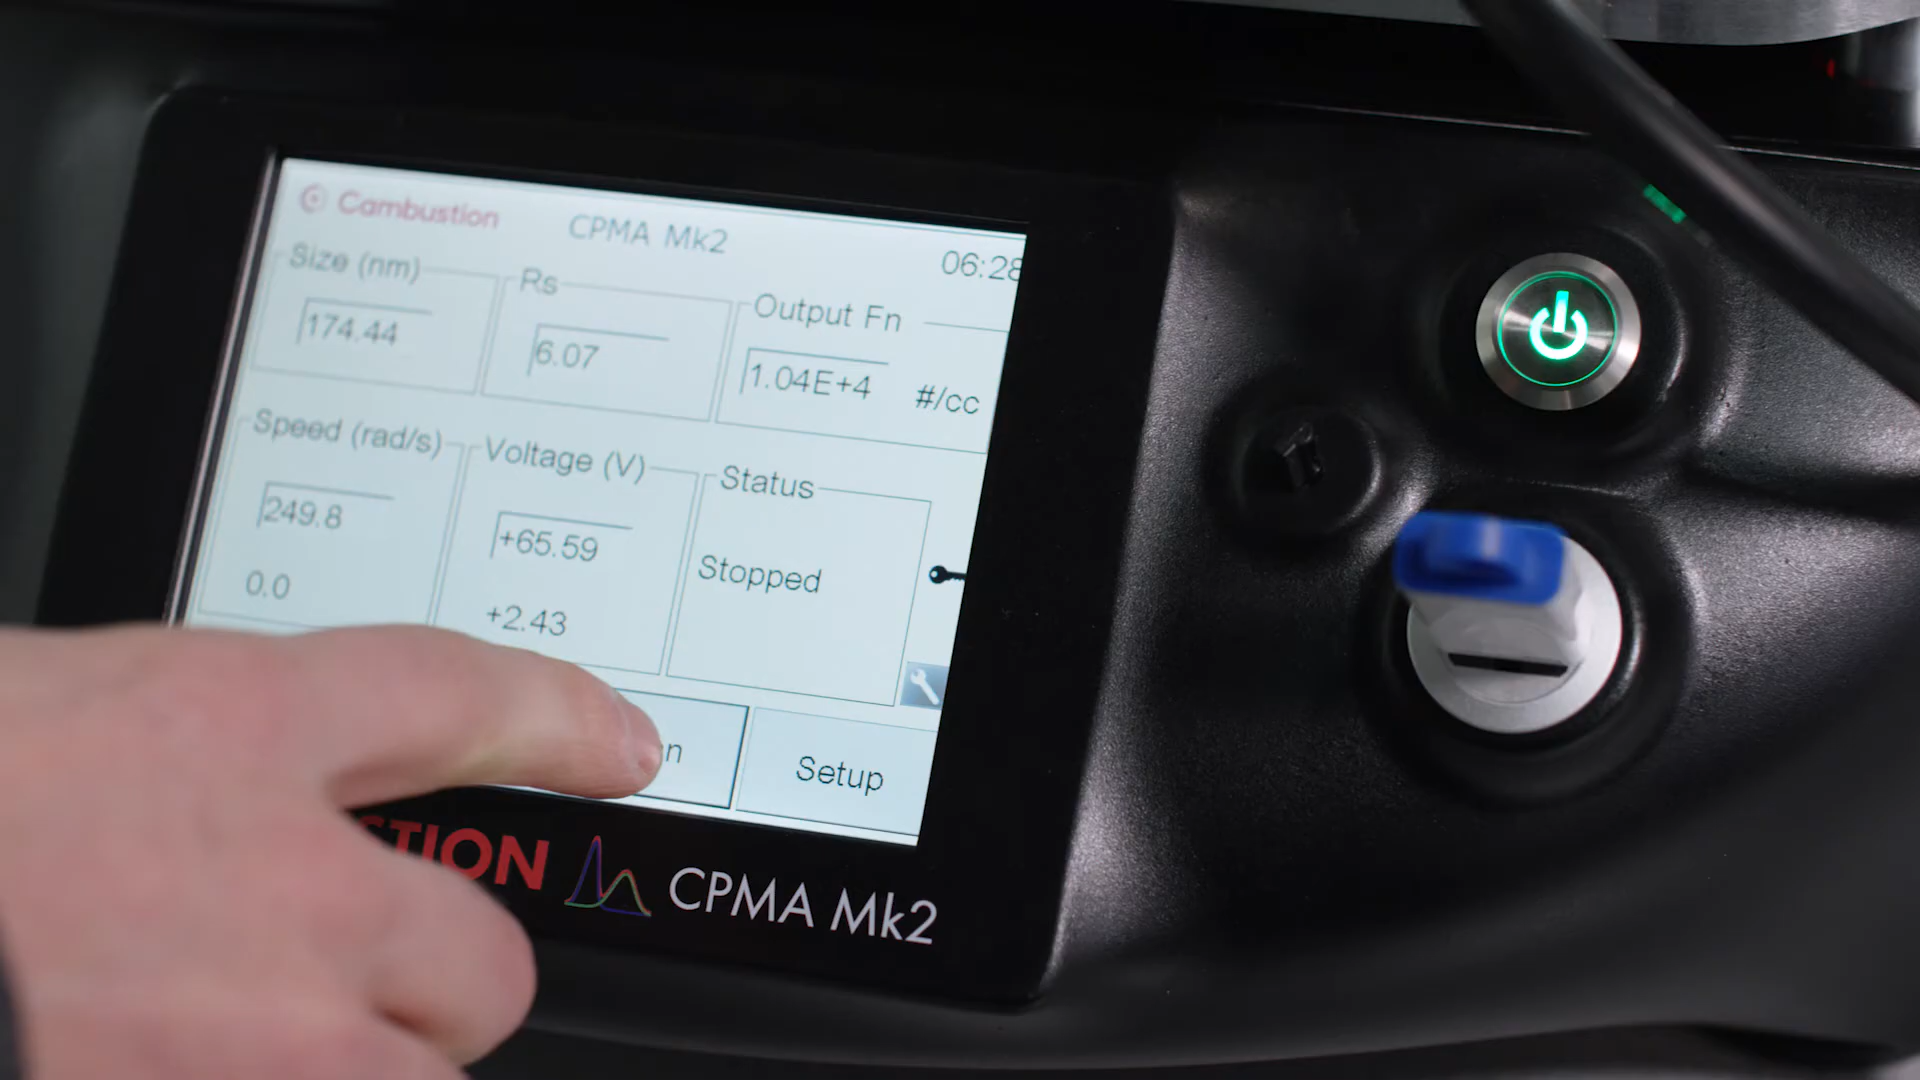 Cambustion CPMA Mk2 06:28
Size (nm) Rs Output Fn
174.44 6.07 1.04E+4 #/cc
Speed (rad/s) Voltage (V) Status
249.8 +65.59 Stopped
0.0 +2.43
Setup
CPMA Mk2